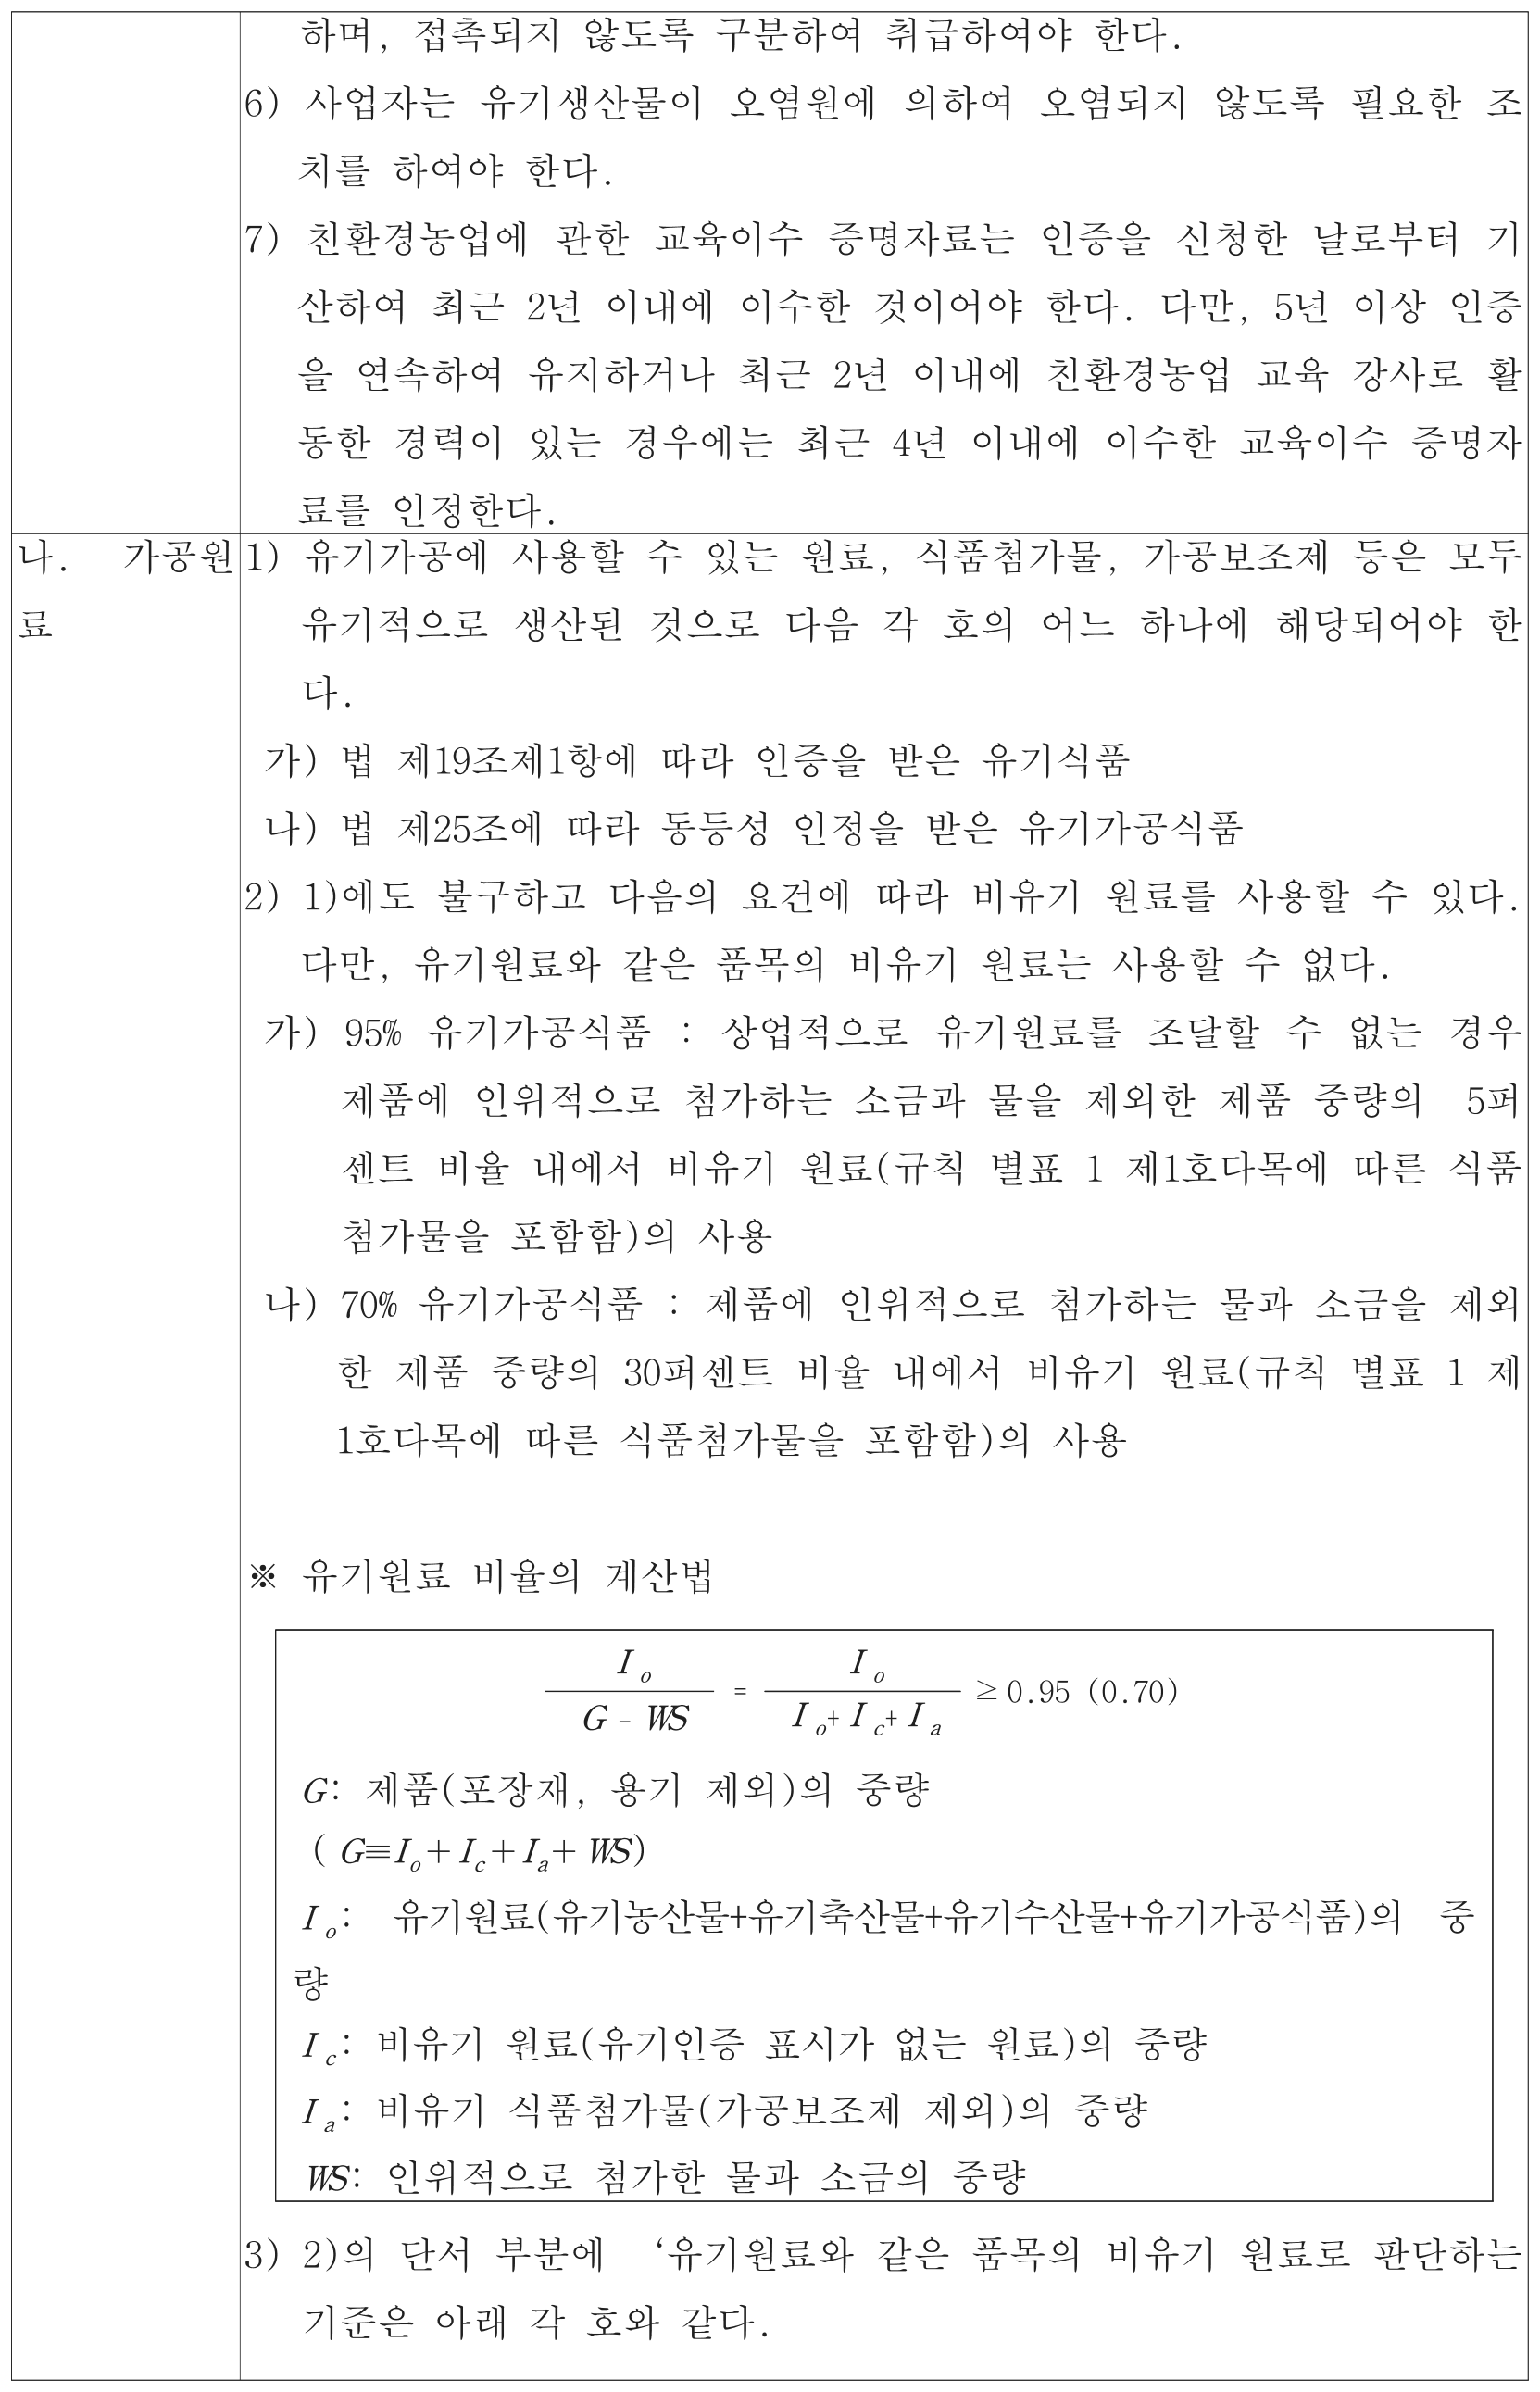 하며, 접촉되지 않도록 구분하여 취급하여야 한다.
6) 사업자는 유기생산물이 오염원에 의하여 오염되지 않도록 필요한 조
치를 하여야 한다.
7) 친환경농업에 관한 교육이수 증명자료는 인증을 신청한 날로부터 기
산하여 최근 2년 이내에 이수한 것이어야 한다. 다만, 5년 이상 인증
을 연속하여 유지하거나 최근 2년 이내에 친환경농업 교육 강사로 활
동한 경력이 있는 경우에는 최근 4년 이내에 이수한 교육이수 증명자
료를 인정한다.
나. 가공원
료
1) 유기가공에 사용할 수 있는 원료, 식품첨가물, 가공보조제 등은 모두
유기적으로 생산된 것으로 다음 각 호의 어느 하나에 해당되어야 한
다.
가) 법 제19조제1항에 따라 인증을 받은 유기식품
나) 법 제25조에 따라 동등성 인정을 받은 유기가공식품
2) 1)에도 불구하고 다음의 요건에 따라 비유기 원료를 사용할 수 있다.
다만, 유기원료와 같은 품목의 비유기 원료는 사용할 수 없다.
가) 95% 유기가공식품 : 상업적으로 유기원료를 조달할 수 없는 경우
제품에 인위적으로 첨가하는 소금과 물을 제외한 제품 중량의 5퍼
센트 비율 내에서 비유기 원료(규칙 별표 1 제1호다목에 따른 식품
첨가물을 포함함)의 사용
나) 70% 유기가공식품 : 제품에 인위적으로 첨가하는 물과 소금을 제외
한 제품 중량의 30퍼센트 비율 내에서 비유기 원료(규칙 별표 1 제
1호다목에 따른 식품첨가물을 포함함)의 사용
※ 유기원료 비율의 계산법
I_o / (G - WS) = I_o / (I_o + I_c + I_a) ≥ 0.95 (0.70)
G: 제품(포장재, 용기 제외)의 중량
( G≡I_o+I_c+I_a+ WS)
I_o: 유기원료(유기농산물+유기축산물+유기수산물+유기가공식품)의 중
량
I_c: 비유기 원료(유기인증 표시가 없는 원료)의 중량
I_a: 비유기 식품첨가물(가공보조제 제외)의 중량
WS: 인위적으로 첨가한 물과 소금의 중량
3) 2)의 단서 부분에 ‘유기원료와 같은 품목의 비유기 원료로 판단하는
기준은 아래 각 호와 같다.